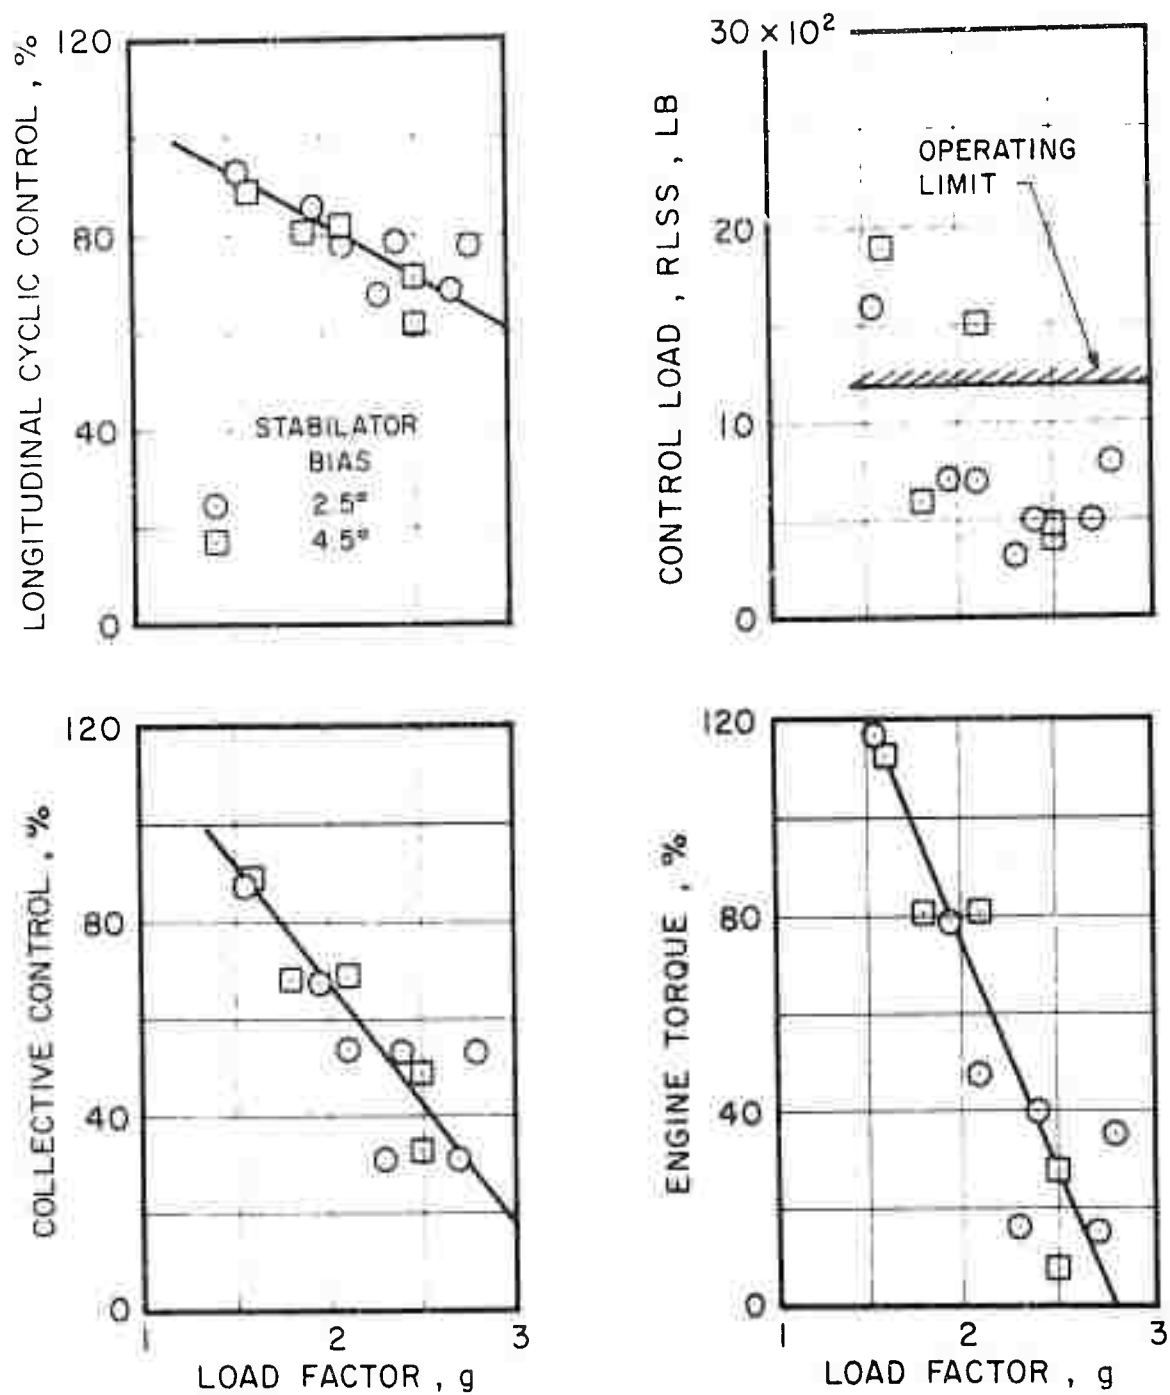 LONGITUDINAL CYCLIC CONTROL , %
120
80
40
0
STABILATOR
BIAS
2.5°
4.5°
CONTROL LOAD , RLSS , LB
30 × 10²
20
10
0
OPERATING
LIMIT
COLLECTIVE CONTROL , %
120
80
40
0
1 2 3
LOAD FACTOR , g
ENGINE TORQUE , %
120
80
40
0
1 2 3
LOAD FACTOR , g